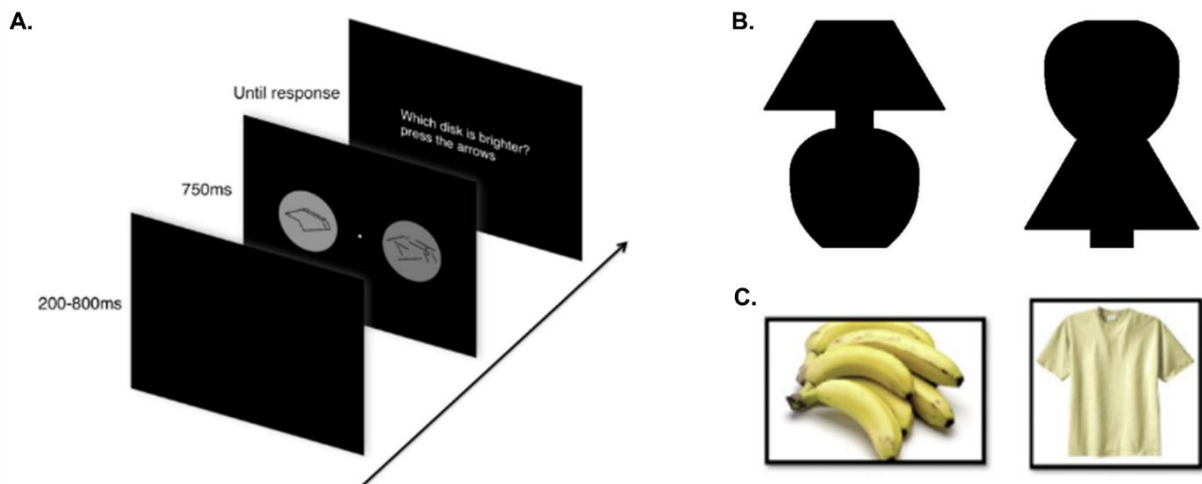 A.
Until response
Which disk is brighter?
press the arrows
750ms
200-800ms
B.
C.